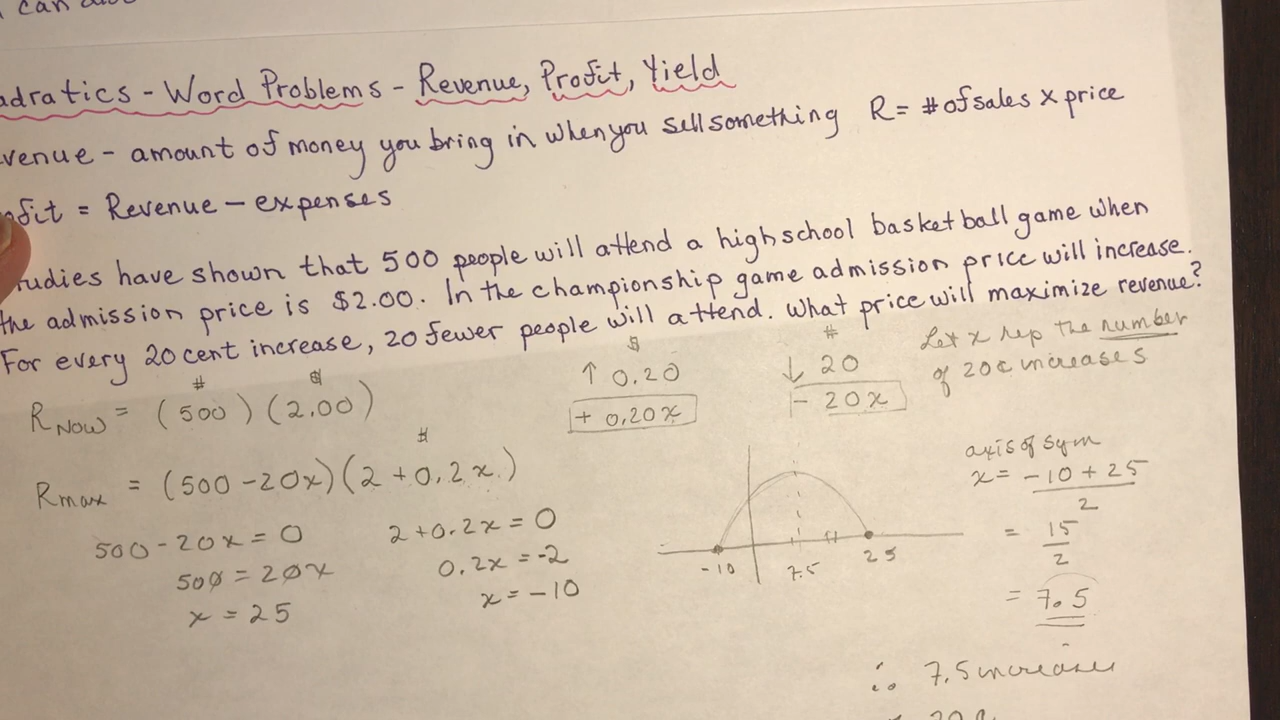 can
adratics - Word Problems - Revenue, Profit, Yield
venue - amount of money you bring in when you sell something R = # of sales x price
ofit = Revenue - expenses
udies have shown that 500 people will attend a high school basketball game when
the admission price is $2.00. In the championship game admission price will increase.
For every 20 cent increase, 20 fewer people will attend. What price will maximize revenue?
# $
R NOW = (500)(2.00)
$
↑ 0.20
+ 0.20x
#
↓ 20
- 20x
Let x rep the number
of 20¢ increases
#
Rmax = (500 - 20x)(2 + 0.2x)
500 - 20x = 0
500 = 20x
x = 25
2 + 0.2x = 0
0.2x = -2
x = -10
-10 7.5 25
axis of sym
x = -10 + 25
2
= 15
2
= 7.5
∴ 7.5 increases